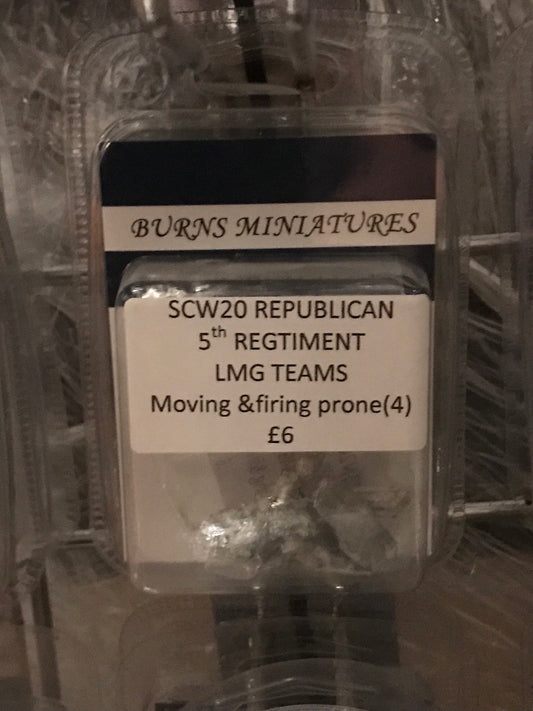 BURNS MINIATURES
SCW20 REPUBLICAN
5th REGTIMENT
LMG TEAMS
Moving &firing prone(4)
£6